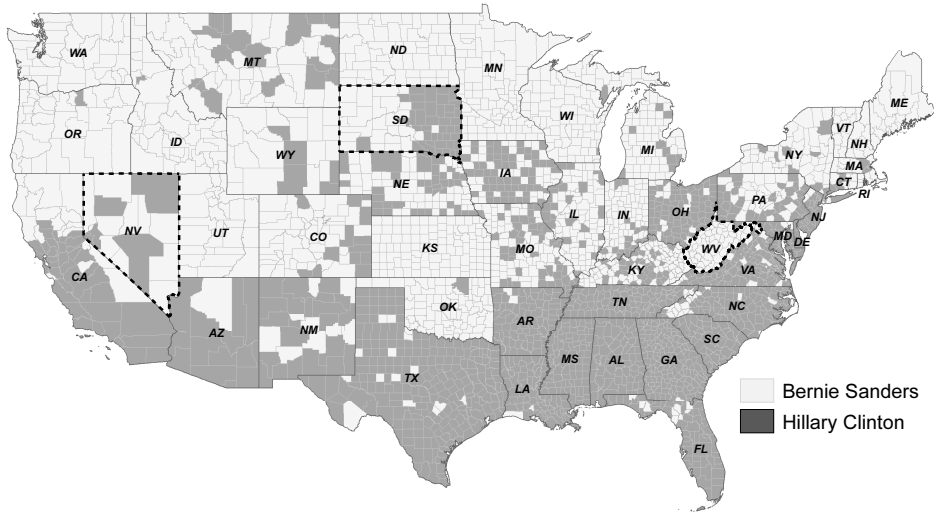 WA
MT
ND
MN
ME
OR
ID
SD
WI
VT
NH
WY
MI
NY
MA
CT
RI
NE
IA
PA
NV
UT
CO
IL
IN
OH
NJ
MD
DE
CA
KS
MO
WV
VA
KY
AZ
NM
OK
TN
NC
AR
TX
MS
AL
GA
SC
LA
FL
Bernie Sanders
Hillary Clinton